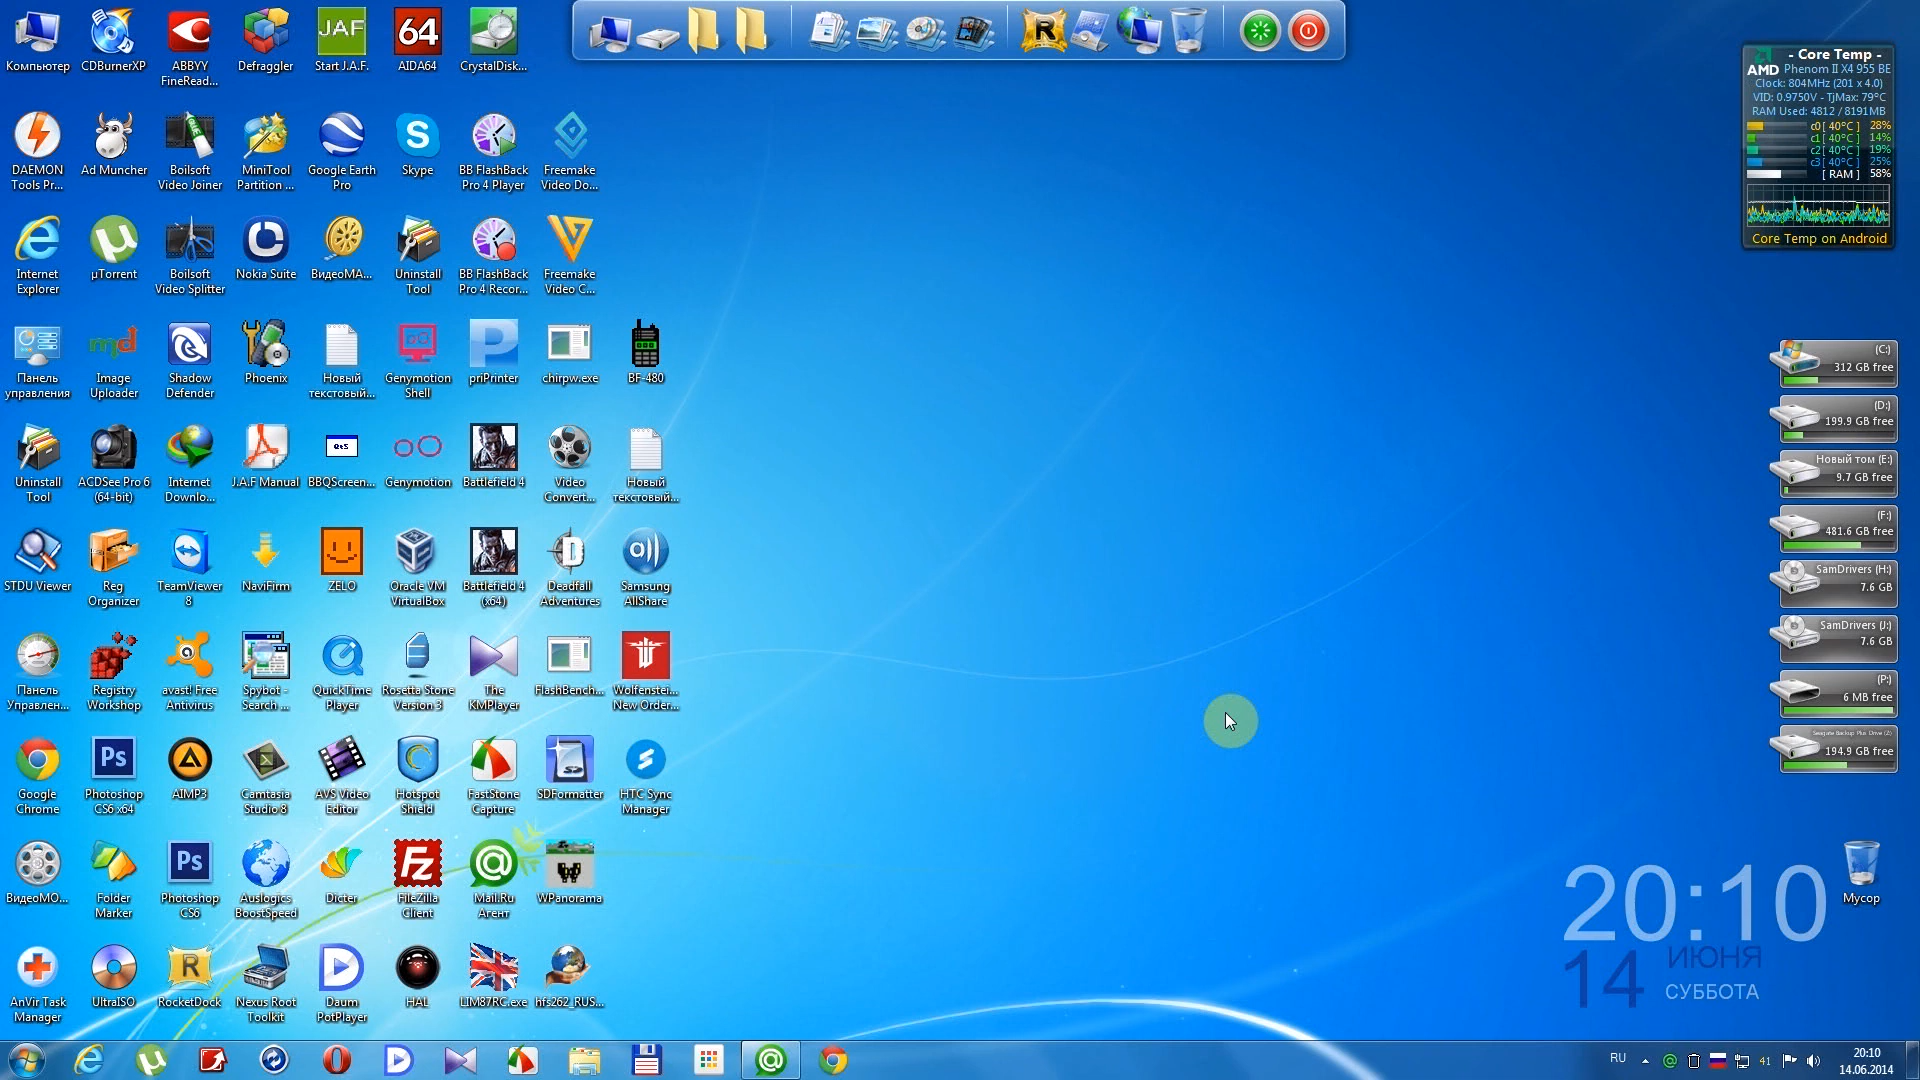 Компьютер
CDBurnerXP
ABBYY
FineRead...
Defraggler
JAF
Start J.A.F.
64
AIDA64
CrystalDisk...
DAEMON
Tools Pr...
Ad Muncher
Boilsoft
Video Joiner
MiniTool
Partition ...
Google Earth
Pro
Skype
BB FlashBack
Pro 4 Player
Freemake
Video Do...
Internet
Explorer
µTorrent
Boilsoft
Video Splitter
Nokia Suite
ВидеоМА...
Uninstall
Tool
BB FlashBack
Pro 4 Recor...
Freemake
Video C...
Панель
управления
Image
Uploader
Shadow
Defender
Phoenix
Новый
текстовый...
Genymotion
Shell
priPrinter
chirpw.exe
BF-480
Uninstall
Tool
ACDSee Pro 6
(64-bit)
Internet
Downlo...
J.A.F Manual
BBQScreen...
Genymotion
Battlefield 4
Video
Convert...
Новый
текстовый...
STDU Viewer
Reg
Organizer
TeamViewer
8
NaviFirm
ZELO
Oracle VM
VirtualBox
Battlefield 4
(x64)
Deadfall
Adventures
Samsung
AllShare
Панель
Управлен...
Registry
Workshop
avast! Free
Antivirus
Spybot -
Search ...
QuickTime
Player
Rosetta Stone
Version 3
The
KMPlayer
FlashBench...
Wolfenstei...
New Order...
Google
Chrome
Ps
Photoshop
CS6 x64
AIMP3
Camtasia
Studio 8
AVS Video
Editor
Hotspot
Shield
FastStone
Capture
SDFormatter
HTC Sync
Manager
ВидеоМО...
Folder
Marker
Ps
Photoshop
CS6
Auslogics
BoostSpeed
Dicter
Fz
FileZilla
Client
Mail.Ru
Агент
WPanorama
AnVir Task
Manager
UltraISO
RocketDock
Nexus Root
Toolkit
Daum
PotPlayer
HAL
LIM87RC.exe
hfs262_RUS...
- Core Temp -
AMD Phenom II X4 955 BE
Clock: 804MHz (201 x 4.0)
VID: 0.9750V - TjMax: 79°C
RAM Used: 4812 / 8191MB
c0 [ 40°C ] 28%
c1 [ 40°C ] 14%
c2 [ 40°C ] 19%
c3 [ 40°C ] 25%
[ RAM ] 58%
Core Temp on Android
(C:)
312 GB free
(D:)
199.9 GB free
Новый том (E:)
9.7 GB free
(F:)
481.6 GB free
SamDrivers (H:)
7.6 GB
SamDrivers (J:)
7.6 GB
(P:)
6 MB free
Seagate Backup Plus Drive (Z:)
194.9 GB free
Мусор
20:10
14 ИЮНЯ
СУББОТА
RU
41
20:10
14.06.2014